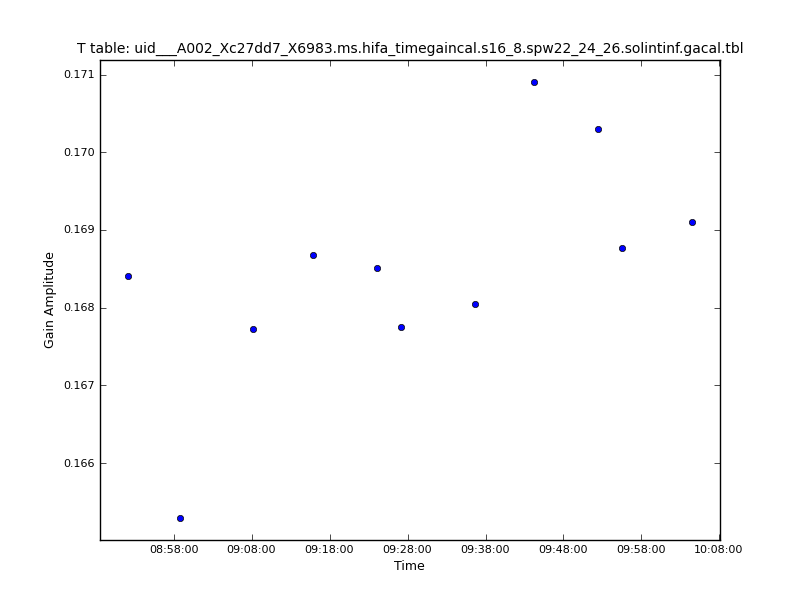 T table: uid___A002_Xc27dd7_X6983.ms.hifa_timegaincal.s16_8.spw22_24_26.solintinf.gacal.tbl
0.171
0.170
0.169
0.168
0.167
0.166
Gain Amplitude
08:58:00 09:08:00 09:18:00 09:28:00 09:38:00 09:48:00 09:58:00 10:08:00
Time